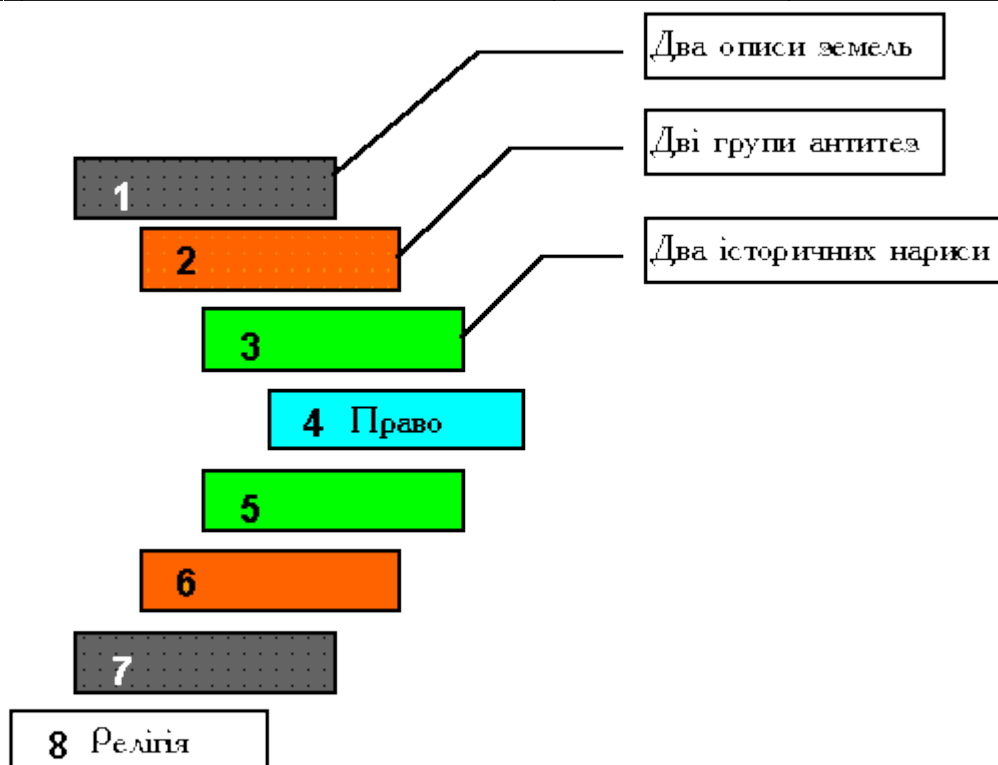 Два описи земель
Дві групи антитез
1
2
Два історичних нариси
3
4 Право
5
6
7
8 Релігія